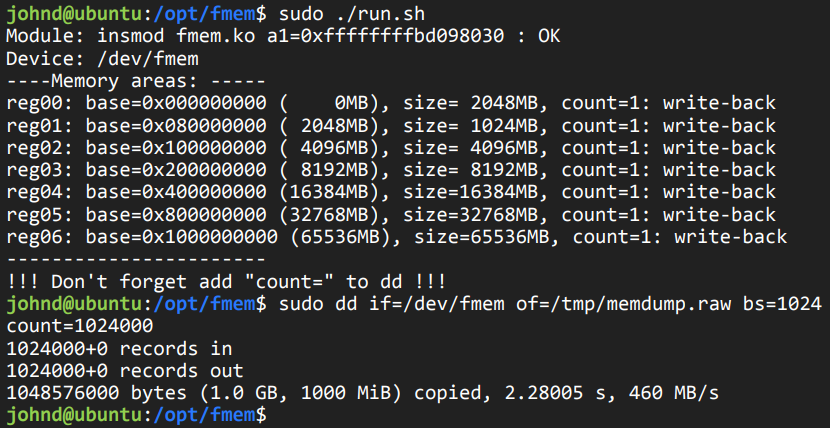 johnd@ubuntu:/opt/fmem$ sudo ./run.sh
Module: insmod fmem.ko a1=0xffffffffbd098030 : OK
Device: /dev/fmem
----Memory areas: -----
reg00: base=0x000000000 (    0MB), size= 2048MB, count=1: write-back
reg01: base=0x080000000 ( 2048MB), size= 1024MB, count=1: write-back
reg02: base=0x100000000 ( 4096MB), size= 4096MB, count=1: write-back
reg03: base=0x200000000 ( 8192MB), size= 8192MB, count=1: write-back
reg04: base=0x400000000 (16384MB), size=16384MB, count=1: write-back
reg05: base=0x800000000 (32768MB), size=32768MB, count=1: write-back
reg06: base=0x1000000000 (65536MB), size=65536MB, count=1: write-back
-----------------------
!!! Don't forget add "count=" to dd !!!
johnd@ubuntu:/opt/fmem$ sudo dd if=/dev/fmem of=/tmp/memdump.raw bs=1024
count=1024000
1024000+0 records in
1024000+0 records out
1048576000 bytes (1.0 GB, 1000 MiB) copied, 2.28005 s, 460 MB/s
johnd@ubuntu:/opt/fmem$